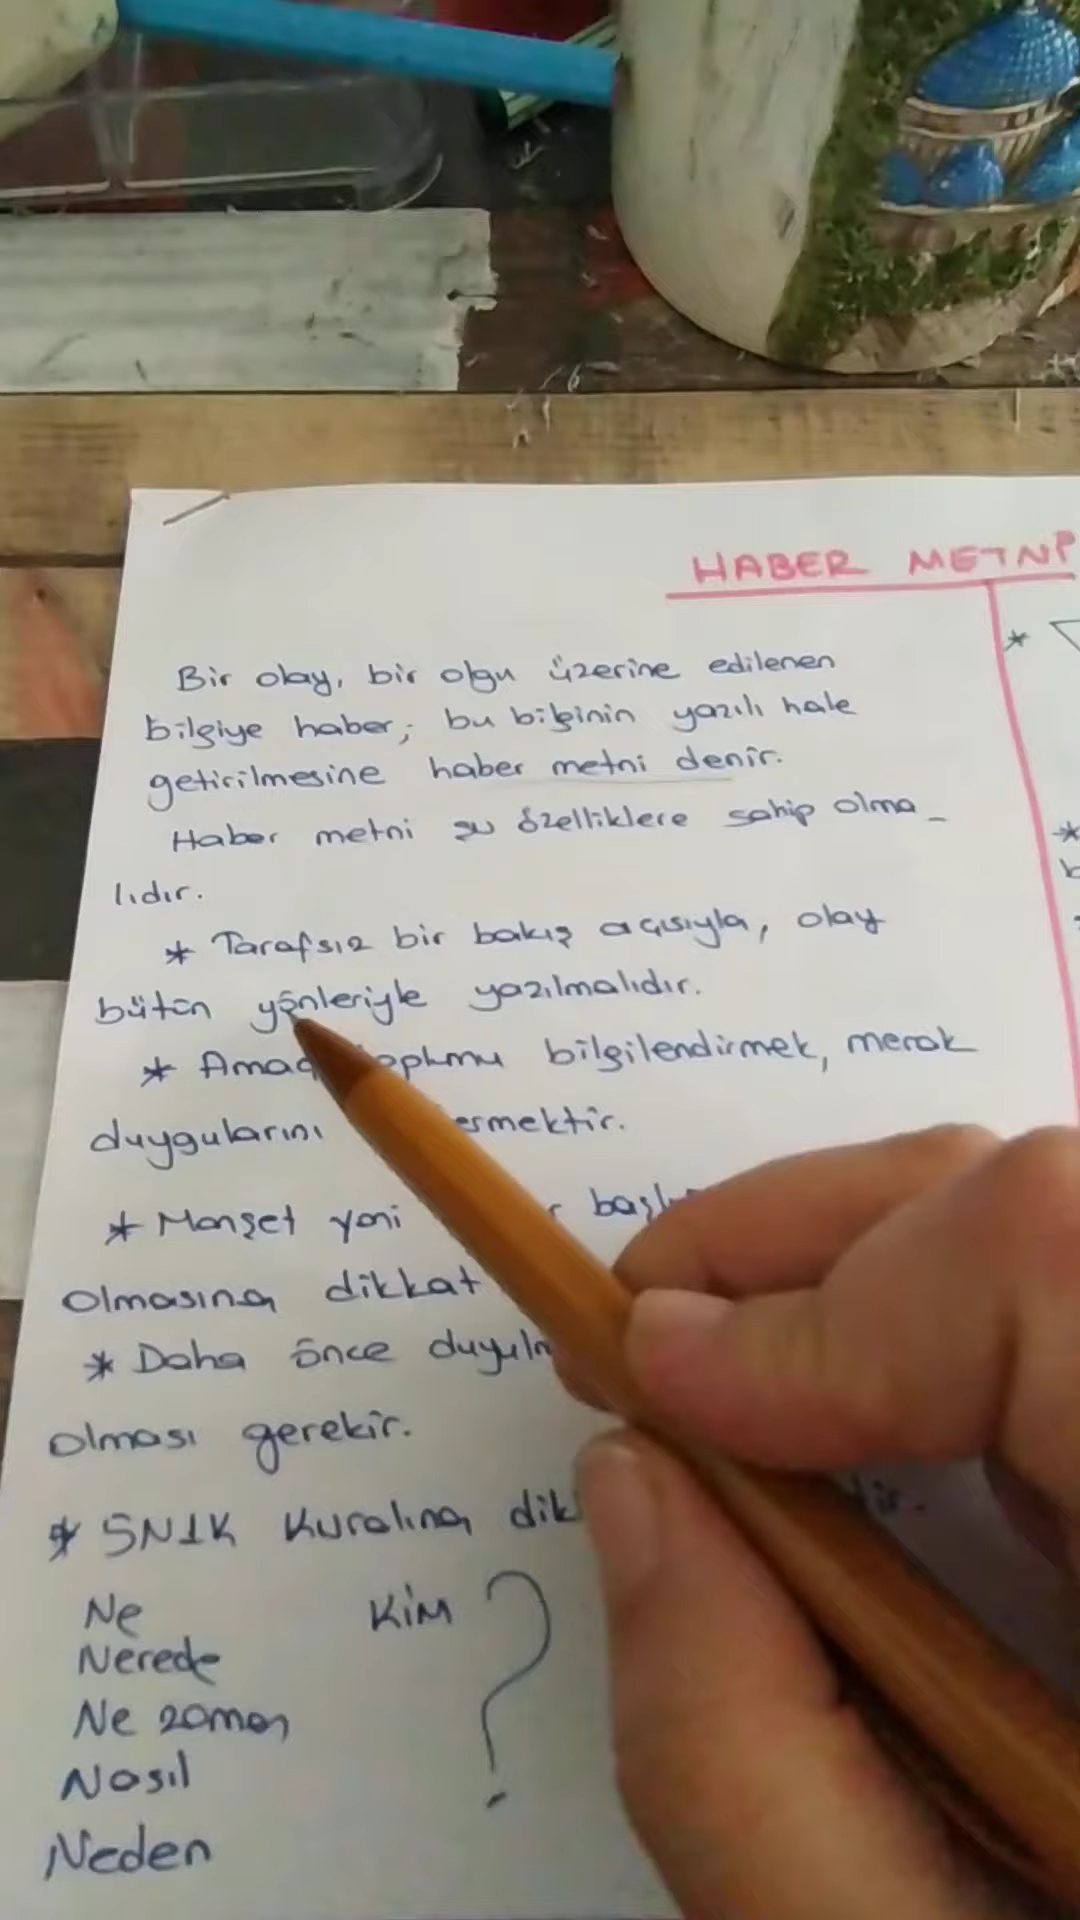 HABER METNİ
Bir olay, bir olgu üzerine edilenen
bilgiye haber; bu bilginin yazılı hale
getirilmesine haber metni denir.
Haber metni şu özelliklere sahip olma_
lıdır.
* Tarafsız bir bakış açısıyla, olay
bütün yönleriyle yazılmalıdır.
* Amaç bilgilendirmek, merak
duygularını
* Manşet yani
olmasına dikkat
* Daha önce
olması gerekir.
* 5N1K Kuralına
Ne Kim ?
Nerede
Ne zaman
Nasıl
Neden
*
*